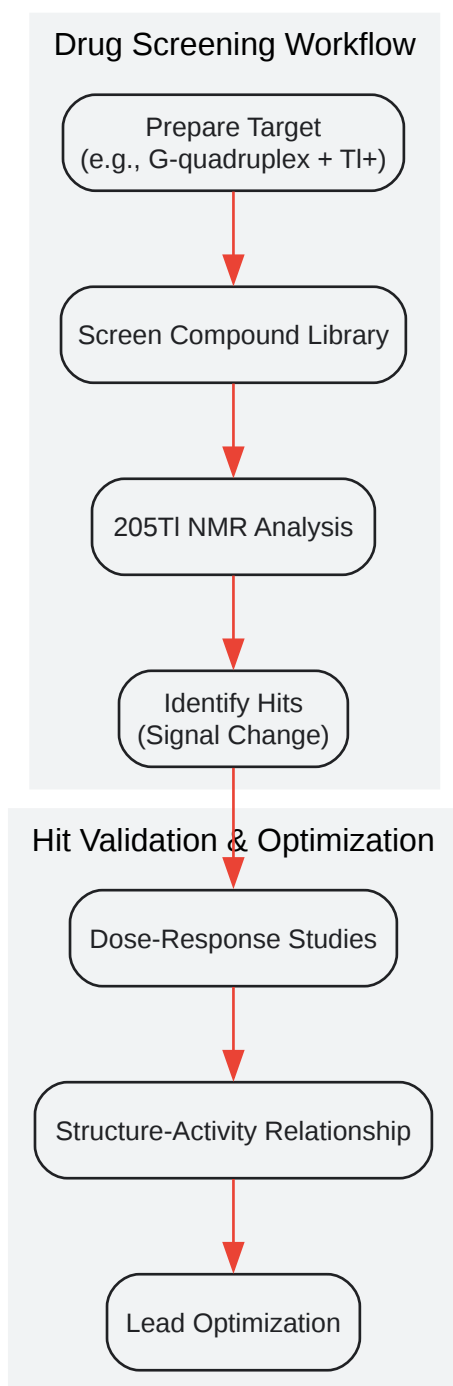 Drug Screening Workflow
Prepare Target
(e.g., G-quadruplex + Tl+)
Screen Compound Library
205Tl NMR Analysis
Identify Hits
(Signal Change)
Hit Validation & Optimization
Dose-Response Studies
Structure-Activity Relationship
Lead Optimization